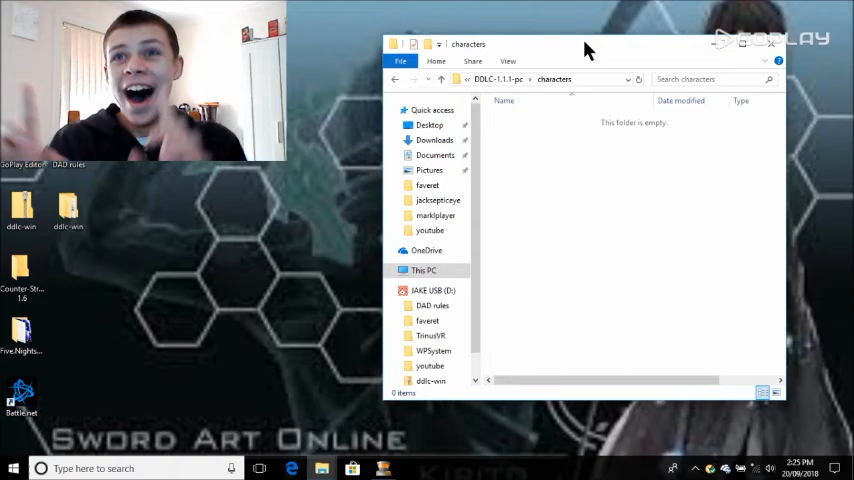 GOPLAY
characters
File
Home
Share
View
DDLC-1.1.1-pc
characters
Search characters
Name
Date modified
Type
This folder is empty.
Quick access
Desktop
Downloads
Documents
Pictures
faveret
jacksepticeye
marklplayer
youtube
OneDrive
This PC
JAKE USB (D:)
DAD rules
faveret
TrinusVR
WPSystem
youtube
ddlc-win
0 items
GoPlay Editor
DAD rules
ddlc-win
ddlc-win
Counter-St...
1.6
Five.Nights...
Battle.net
SWORD ART ONLINE
KIRITO
Type here to search
2:25 PM
20/09/2018